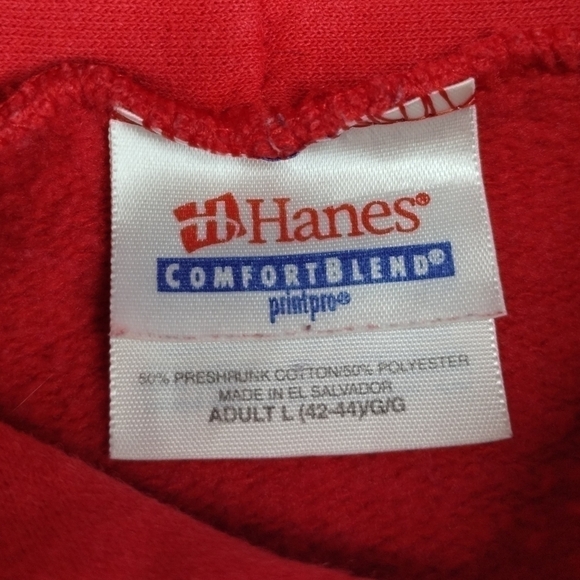 Hanes®
COMFORTBLEND®
printpro®
50% PRESHRUNK COTTON/50% POLYESTER
MADE IN EL SALVADOR
ADULT L (42-44)/G/G